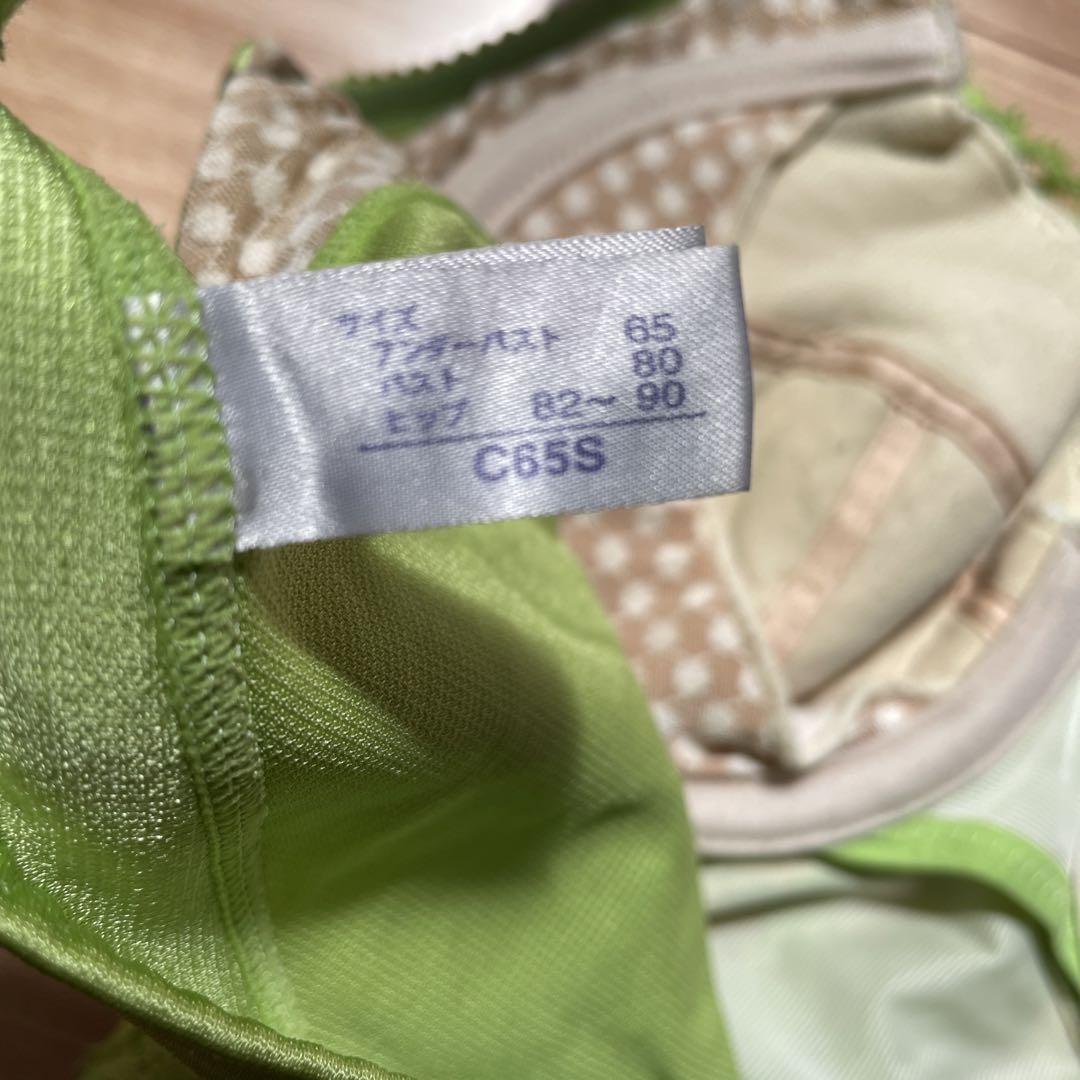 サイズ
アンダーバスト 65
バスト 80
ヒップ 82〜90
C65S